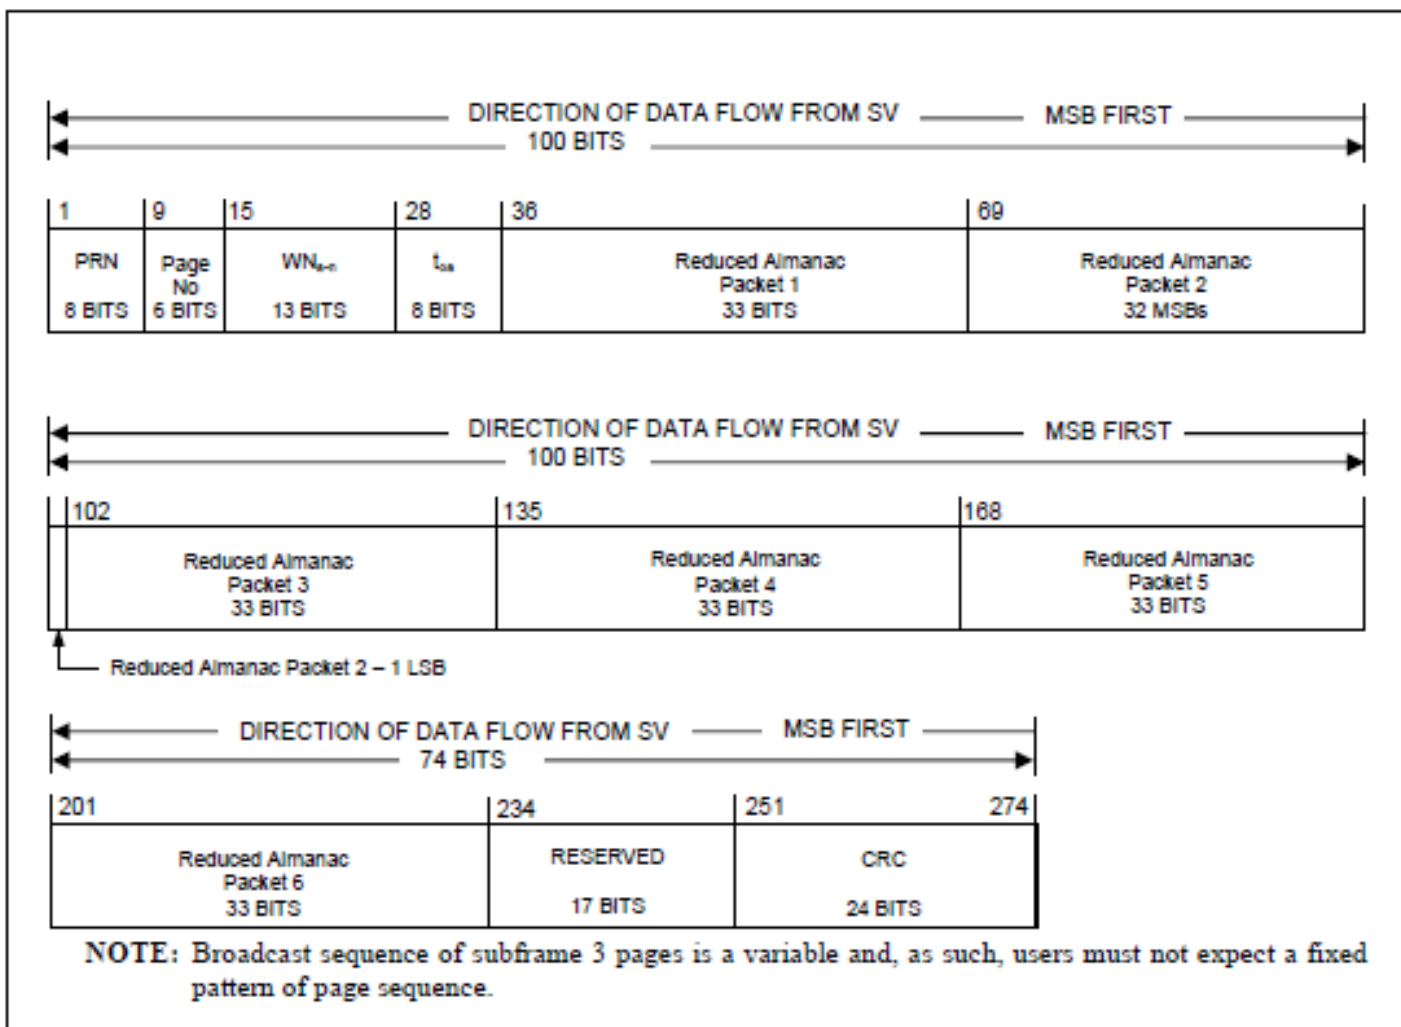 DIRECTION OF DATA FLOW FROM SV MSB FIRST
100 BITS
1 9 15 28 36 69
PRN
8 BITS
Page
No
6 BITS
WNa-n
13 BITS
toa
8 BITS
Reduced Almanac
Packet 1
33 BITS
Reduced Almanac
Packet 2
32 MSBs
DIRECTION OF DATA FLOW FROM SV MSB FIRST
100 BITS
102 135 168
Reduced Almanac
Packet 3
33 BITS
Reduced Almanac
Packet 4
33 BITS
Reduced Almanac
Packet 5
33 BITS
Reduced Almanac Packet 2 – 1 LSB
DIRECTION OF DATA FLOW FROM SV MSB FIRST
74 BITS
201 234 251 274
Reduced Almanac
Packet 6
33 BITS
RESERVED
17 BITS
CRC
24 BITS
NOTE: Broadcast sequence of subframe 3 pages is a variable and, as such, users must not expect a fixed
pattern of page sequence.